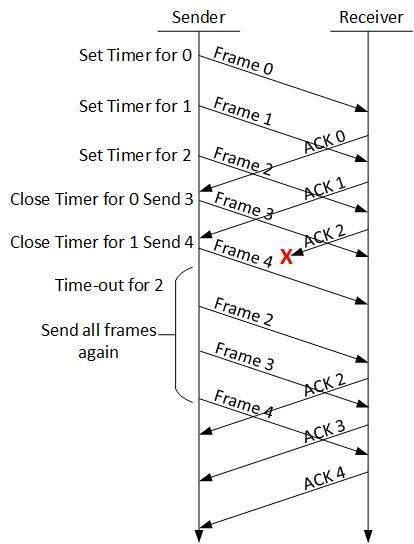 Sender
Receiver
Set Timer for 0
Frame 0
Set Timer for 1
Frame 1
ACK 0
Set Timer for 2
Frame 2
ACK 1
Close Timer for 0 Send 3
Frame 3
ACK 2
Close Timer for 1 Send 4
Frame 4
X
Time-out for 2
Frame 2
Send all frames
again
Frame 3
ACK 2
Frame 4
ACK 3
ACK 4